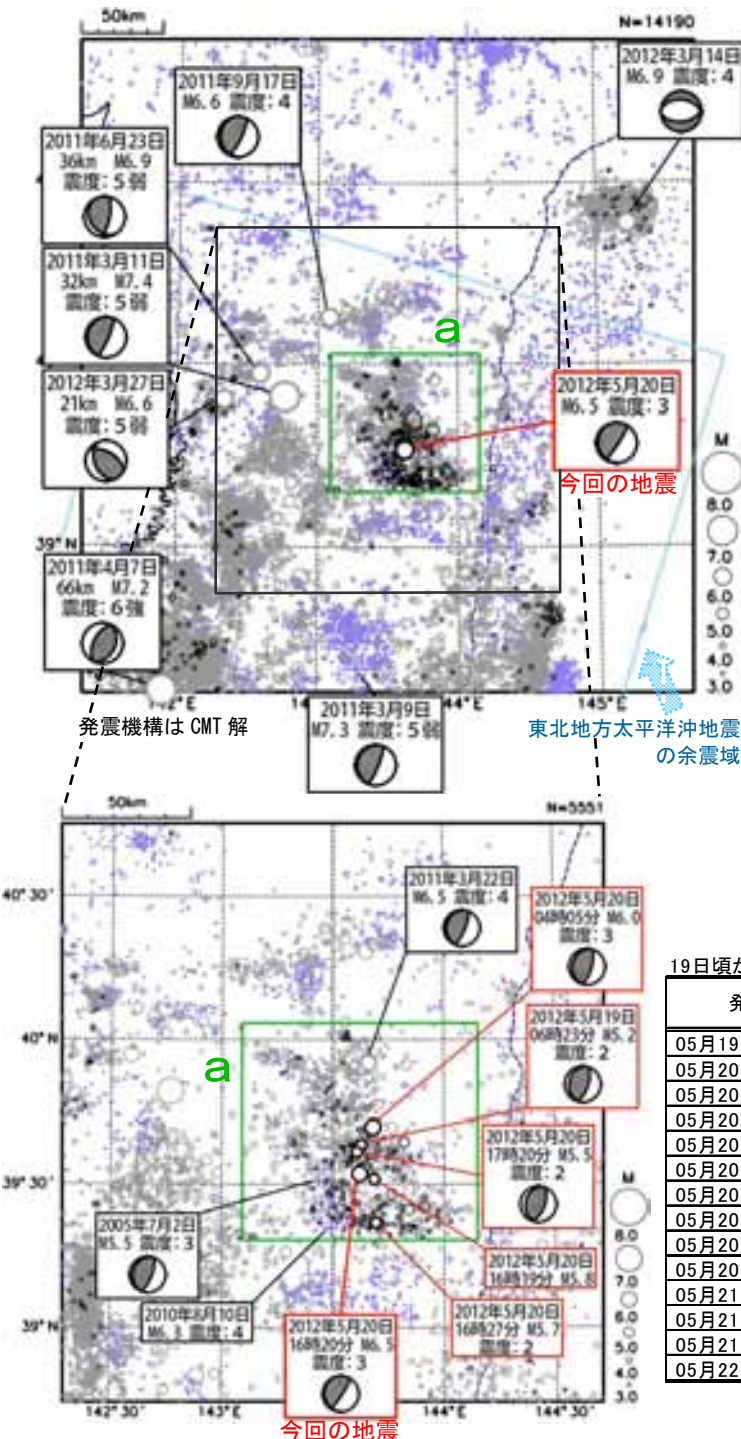 50km
N=14190
2011年9月17日
M6.6 震度:4
2012年3月14日
M6.9 震度:4
2011年6月23日
36km M6.9
震度:5弱
2011年3月11日
32km M7.4
震度:5弱
2012年3月27日
21km M6.6
震度:5弱
2011年4月7日
66km M7.2
震度:6強
a
2012年5月20日
M6.5 震度:3
今回の地震
M
8.0
7.0
6.0
5.0
4.0
3.0
39°N
145°E
2011年3月9日
M7.3 震度:5弱
発震機構は CMT 解
東北地方太平洋沖地震
の余震域
50km
N=5551
40°30'
40°N
39°30'
39°N
142°30'
143°E
144°E
144°30'
a
2011年3月22日
M6.5 震度:4
2012年5月20日
04時05分 M6.0
震度:3
2012年5月19日
06時23分 M5.2
震度:2
2012年5月20日
17時20分 M5.5
震度:2
2012年5月20日
16時19分 M5.8
2012年5月20日
16時27分 M5.7
震度:2
2005年7月2日
M5.5 震度:3
2010年8月10日
M6.3 震度:4
2012年5月20日
16時20分 M6.5
震度:3
今回の地震
M
8.0
7.0
6.0
5.0
4.0
3.0
19日頃か
発
05月19
05月20
05月20
05月20
05月20
05月20
05月20
05月20
05月20
05月20
05月21
05月21
05月21
05月22